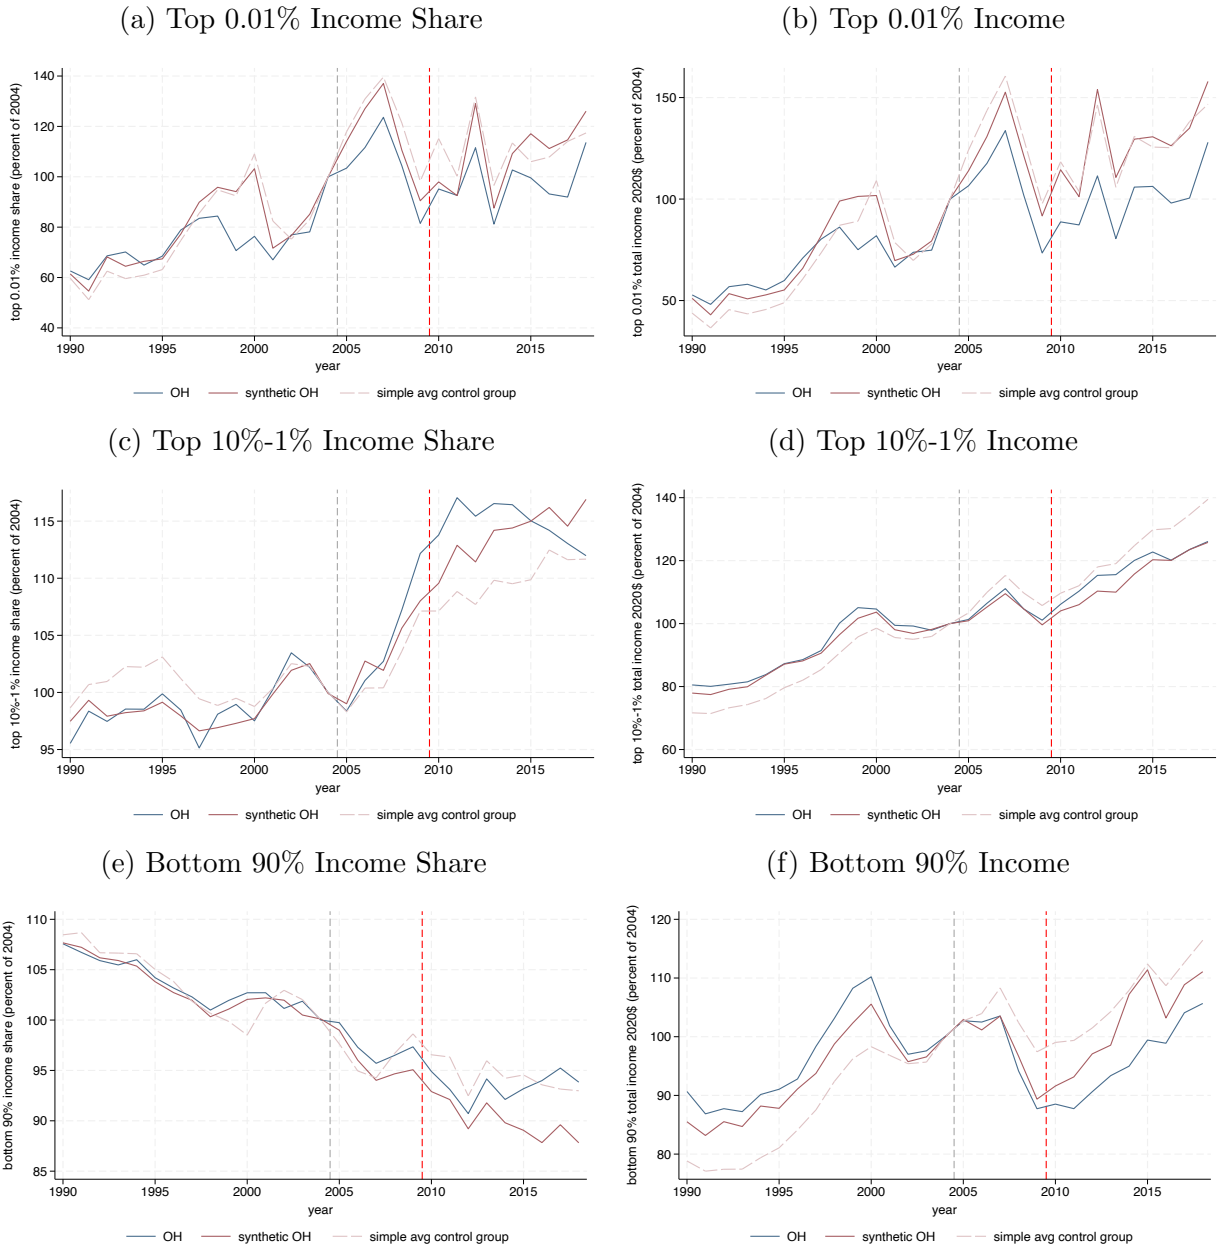 (a) Top 0.01% Income Share
top 0.01% income share (percent of 2004)
140
120
100
80
60
40
1990 1995 2000 2005 2010 2015
year
OH synthetic OH simple avg control group
(b) Top 0.01% Income
top 0.01% total income 2020$ (percent of 2004)
150
100
50
1990 1995 2000 2005 2010 2015
year
OH synthetic OH simple avg control group
(c) Top 10%-1% Income Share
top 10%-1% income share (percent of 2004)
115
110
105
100
95
1990 1995 2000 2005 2010 2015
year
OH synthetic OH simple avg control group
(d) Top 10%-1% Income
top 10%-1% total income 2020$ (percent of 2004)
140
120
100
80
60
1990 1995 2000 2005 2010 2015
year
OH synthetic OH simple avg control group
(e) Bottom 90% Income Share
bottom 90% income share (percent of 2004)
110
105
100
95
90
85
1990 1995 2000 2005 2010 2015
year
OH synthetic OH simple avg control group
(f) Bottom 90% Income
bottom 90% total income 2020$ (percent of 2004)
120
110
100
90
80
1990 1995 2000 2005 2010 2015
year
OH synthetic OH simple avg control group